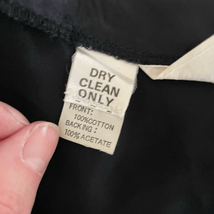 DRY
CLEAN
ONLY
FRONT:
100%COTTON
BACKING:
100% ACETATE